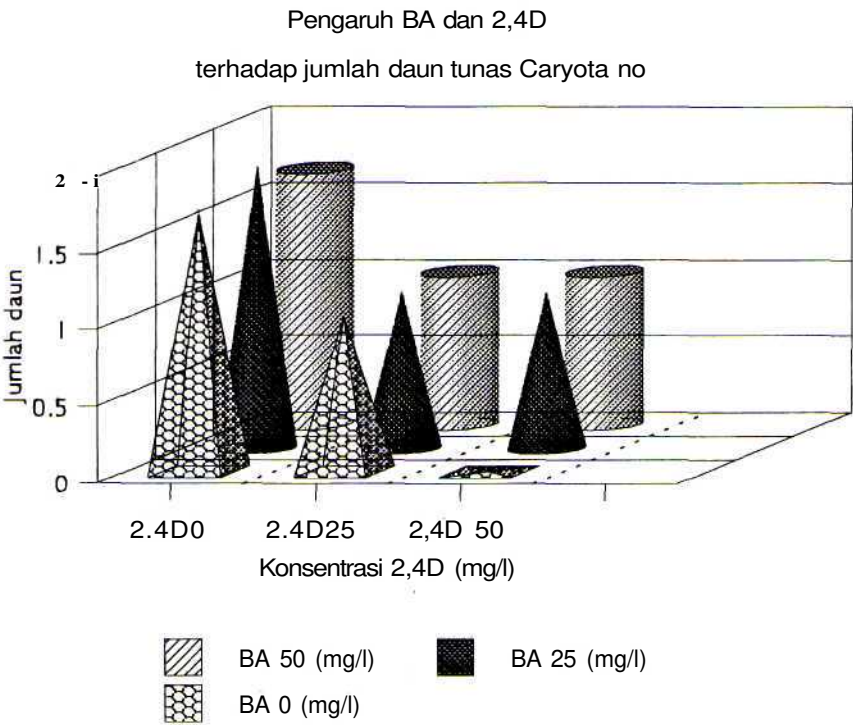 Pengaruh BA dan 2,4D
terhadap jumlah daun tunas Caryota no
2 - i
1.5
1
0.5
0
Jumlah daun
2.4D0 2.4D25 2,4D 50
Konsentrasi 2,4D (mg/l)
BA 50 (mg/l) BA 25 (mg/l)
BA 0 (mg/l)